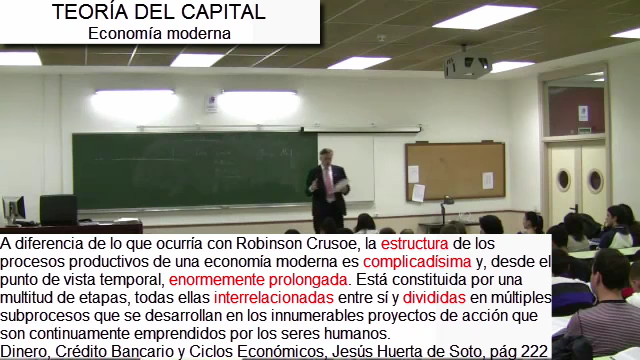 TEORÍA DEL CAPITAL
Economía moderna
A diferencia de lo que ocurría con Robinson Crusoe, la estructura de los
procesos productivos de una economía moderna es complicadísima y, desde el
punto de vista temporal, enormemente prolongada. Está constituida por una
multitud de etapas, todas ellas interrelacionadas entre sí y divididas en múltiples
subprocesos que se desarrollan en los innumerables proyectos de acción que
son continuamente emprendidos por los seres humanos.
Dinero, Crédito Bancario y Ciclos Económicos, Jesús Huerta de Soto, pág 222